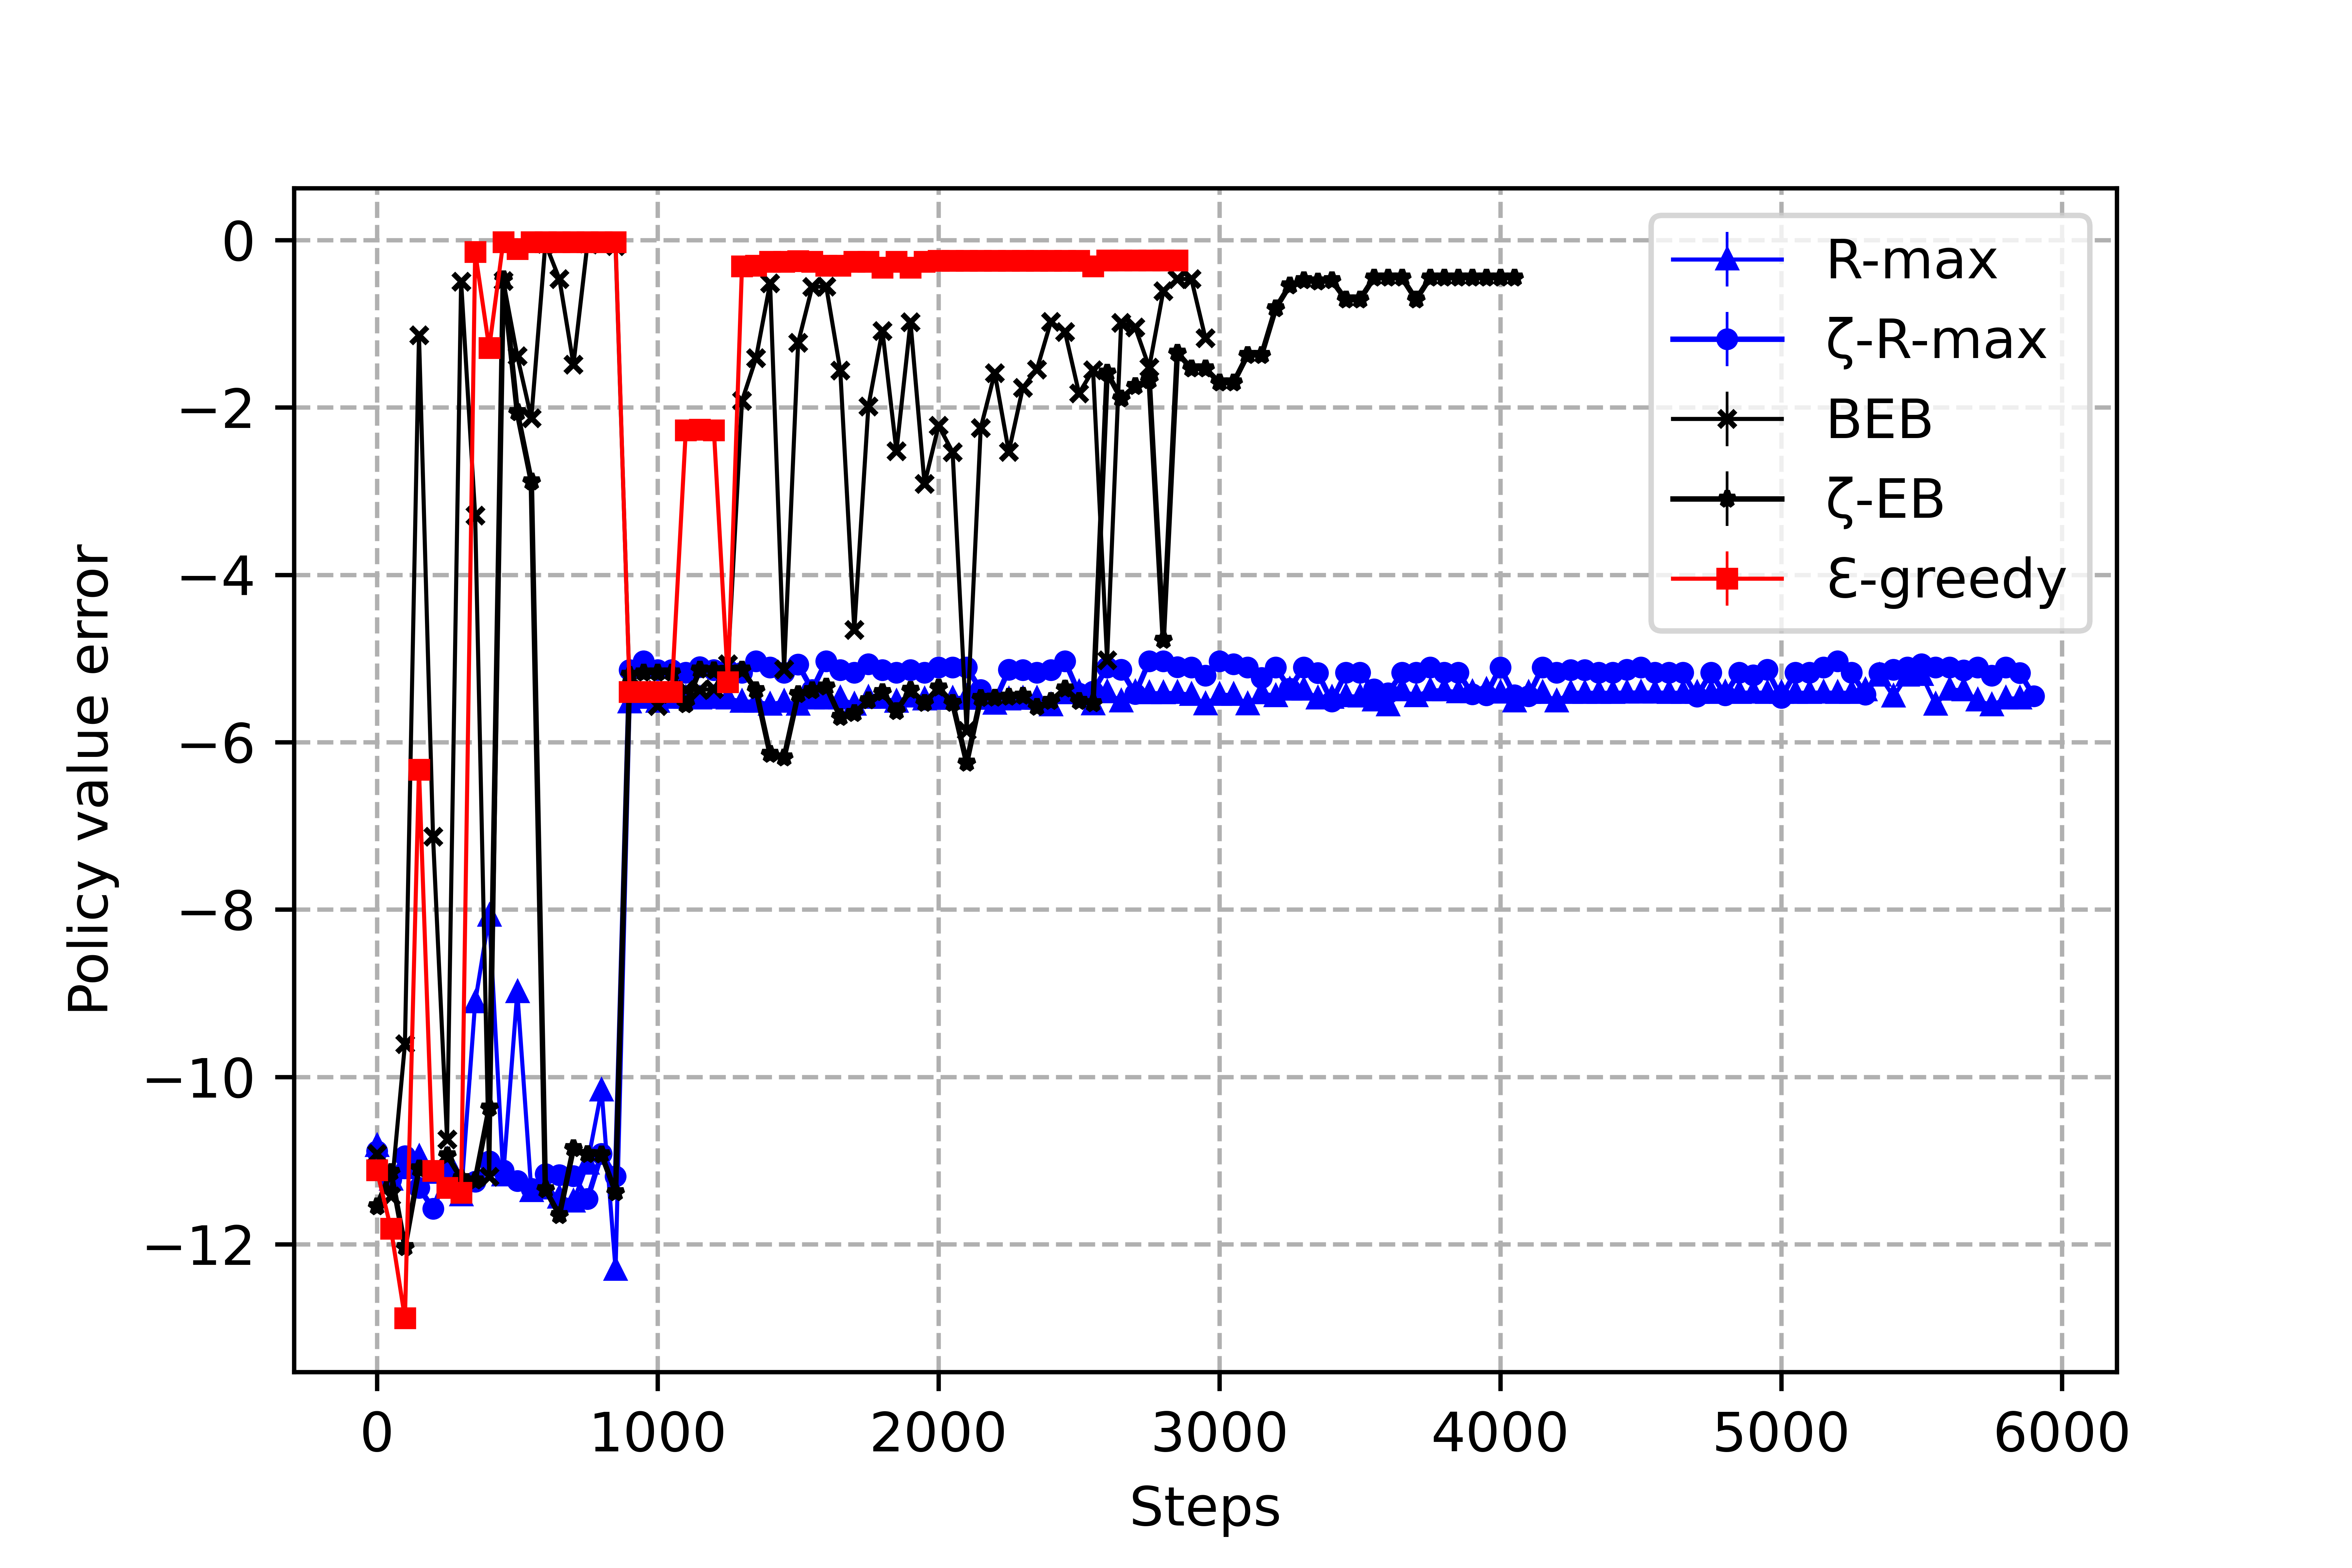 Policy value error
0
−2
−4
−6
−8
−10
−12
R-max
ζ-R-max
BEB
ζ-EB
Ɛ-greedy
0 1000 2000 3000 4000 5000 6000
Steps